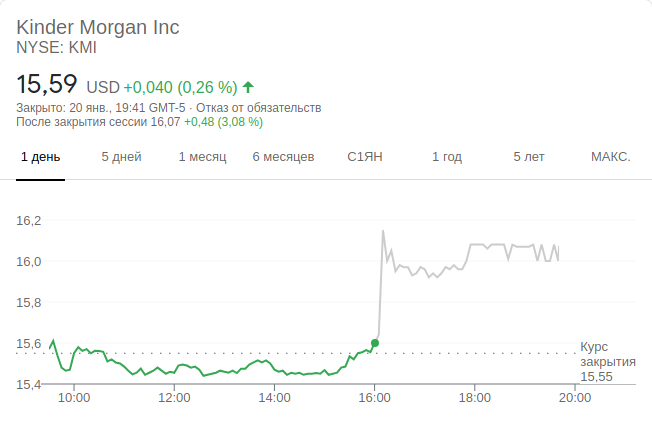 Kinder Morgan Inc
NYSE: KMI
15,59 USD +0,040 (0,26 %)
Закрыто: 20 янв., 19:41 GMT-5 · Отказ от обязательств
После закрытия сессии 16,07 +0,48 (3,08 %)
1 день 5 дней 1 месяц 6 месяцев С1ЯН 1 год 5 лет МАКС.
16,2
16,0
15,8
15,6
15,4
Курс
закрытия
15,55
10:00 12:00 14:00 16:00 18:00 20:00